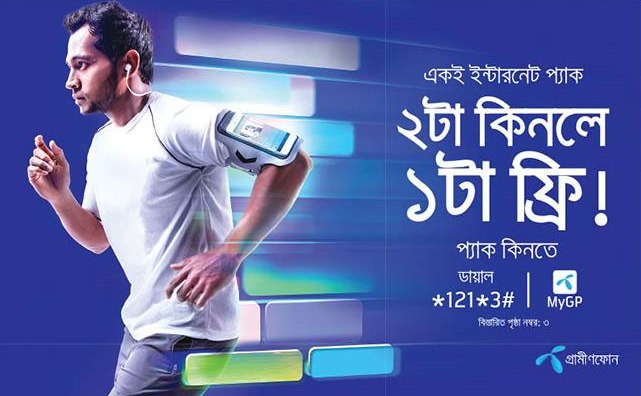 একই ইন্টারনেট প্যাক
২টা কিনলে
১টা ফ্রি!
প্যাক কিনতে
ডায়াল
*121*3#
MyGP
বিস্তারিত পৃষ্ঠা নম্বর: ৩
গ্রামীণফোন